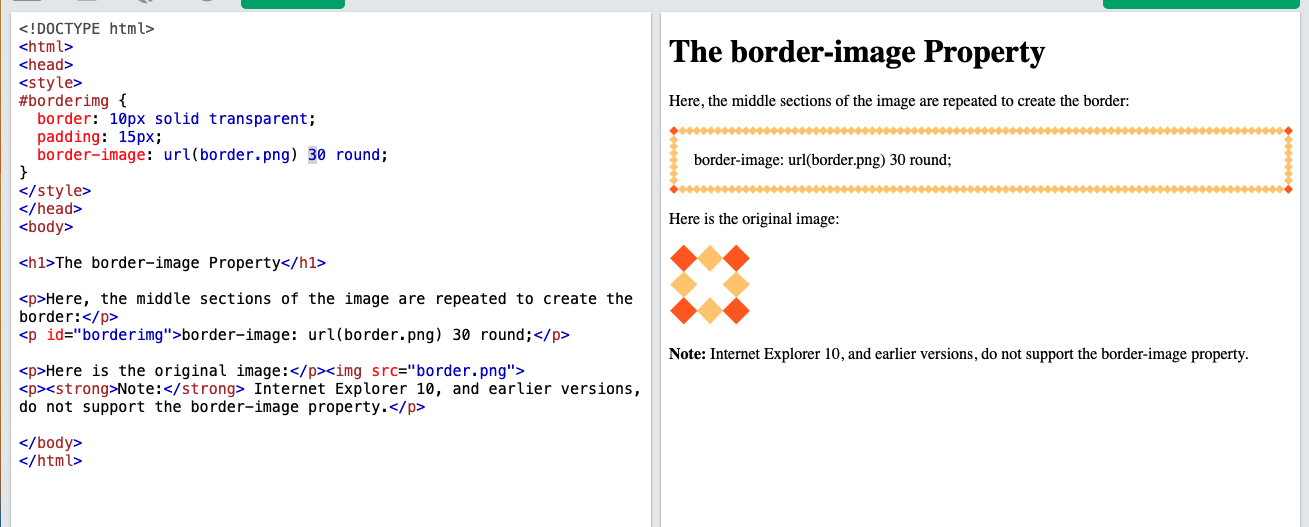 <!DOCTYPE html>
<html>
<head>
<style>
#borderimg {
  border: 10px solid transparent;
  padding: 15px;
  border-image: url(border.png) 30 round;
}
</style>
</head>
<body>

<h1>The border-image Property</h1>

<p>Here, the middle sections of the image are repeated to create the
border:</p>
<p id="borderimg">border-image: url(border.png) 30 round;</p>

<p>Here is the original image:</p><img src="border.png">
<p><strong>Note:</strong> Internet Explorer 10, and earlier versions,
do not support the border-image property.</p>

</body>
</html>
The border-image Property
Here, the middle sections of the image are repeated to create the border:
border-image: url(border.png) 30 round;
Here is the original image:
Note: Internet Explorer 10, and earlier versions, do not support the border-image property.